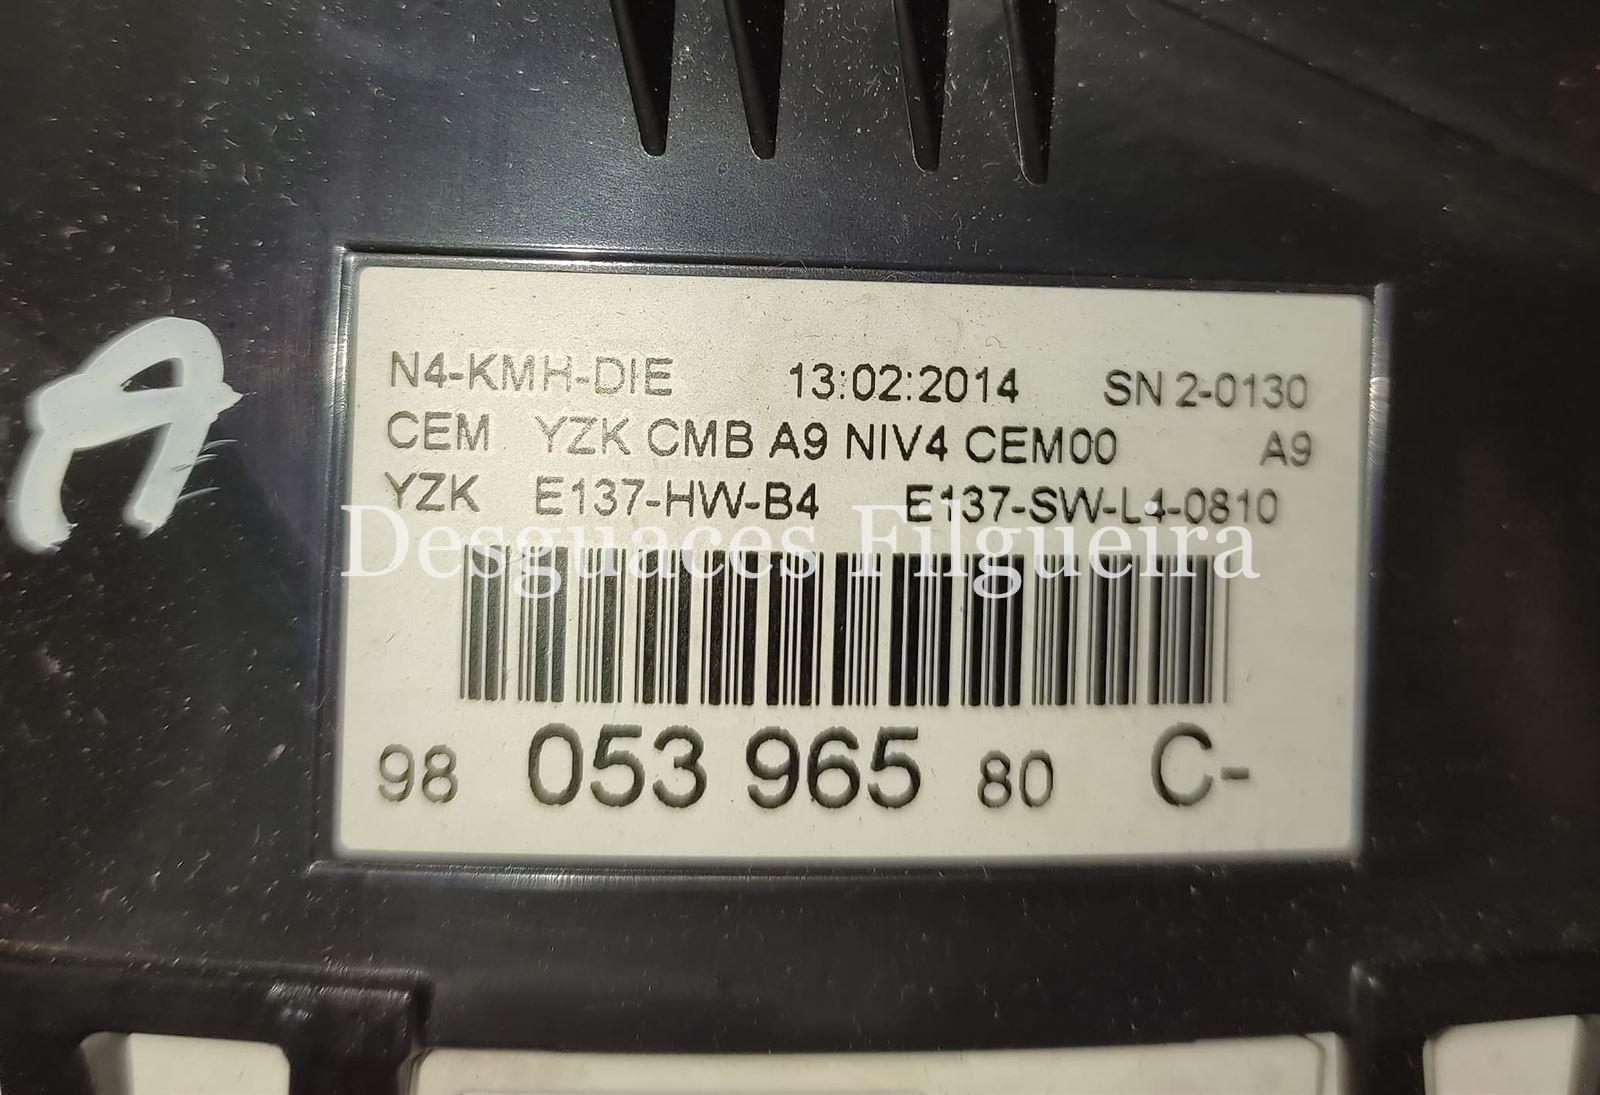 A
N4-KMH-DIE 13:02:2014 SN 2-0130
CEM YZK CMB A9 NIV4 CEM00 A9
YZK E137-HW-B4 E137-SW-L4-0810
Desguaces Filgueira
98 053 965 80 C-